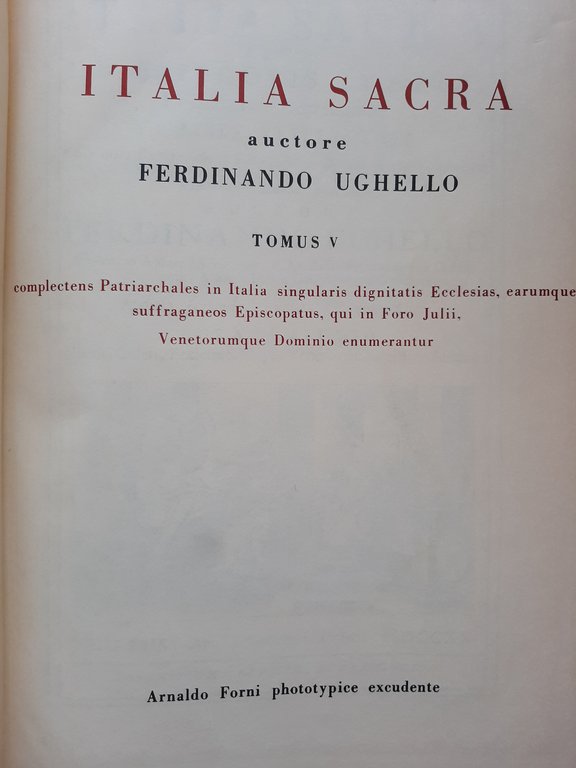 ITALIA SACRA
auctore
FERDINANDO UGHELLO
TOMUS V
complectens Patriarchales in Italia singularis dignitatis Ecclesias, earumque
suffraganeos Episcopatus, qui in Foro Julii,
Venetorumque Dominio enumerantur
Arnaldo Forni phototypice excudente